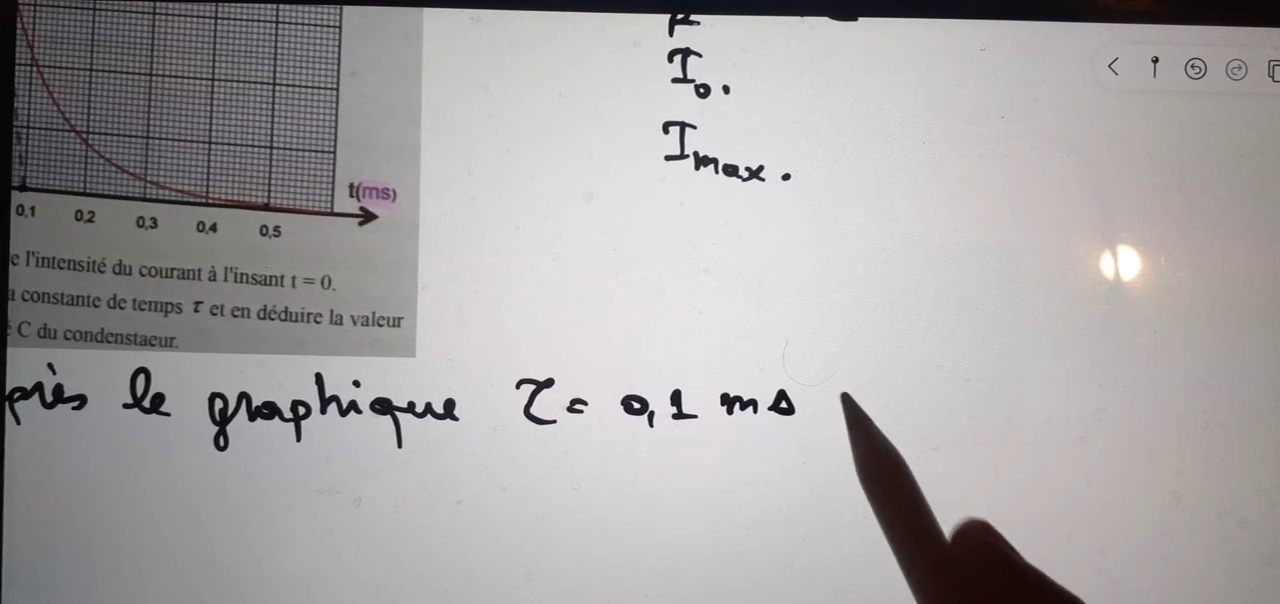 I₀.
Imax.
t(ms)
0,1 0,2 0,3 0,4 0,5
e l'intensité du courant à l'insant t = 0.
a constante de temps τ et en déduire la valeur
C du condenstaeur.
près le graphique τ = 0,1 ms